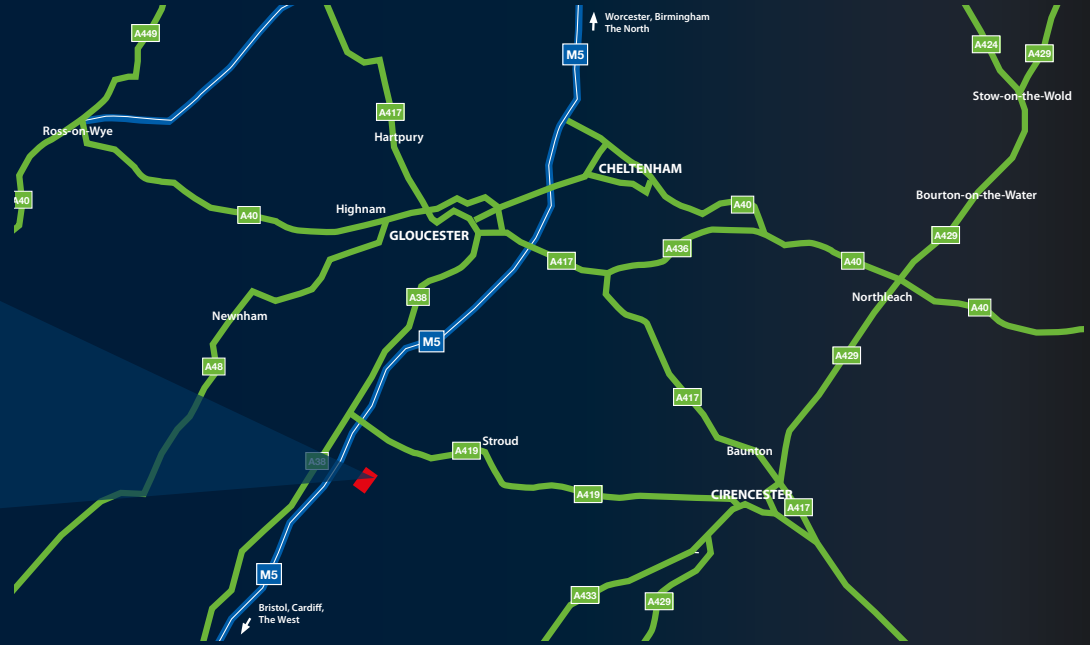 Worcester, Birmingham
The North
A449
A424
M5
A429
Stow-on-the-Wold
A417
Ross-on-Wye
Hartpury
CHELTENHAM
Bourton-on-the-Water
A40
A40
Highnam
A40
GLOUCESTER
A429
A436
A417
A40
Northleach
A38
A40
Newnham
M5
A429
A48
A417
Stroud
A419
Baunton
A38
A419
CIRENCESTER
A417
M5
A433
A429
Bristol, Cardiff,
The West